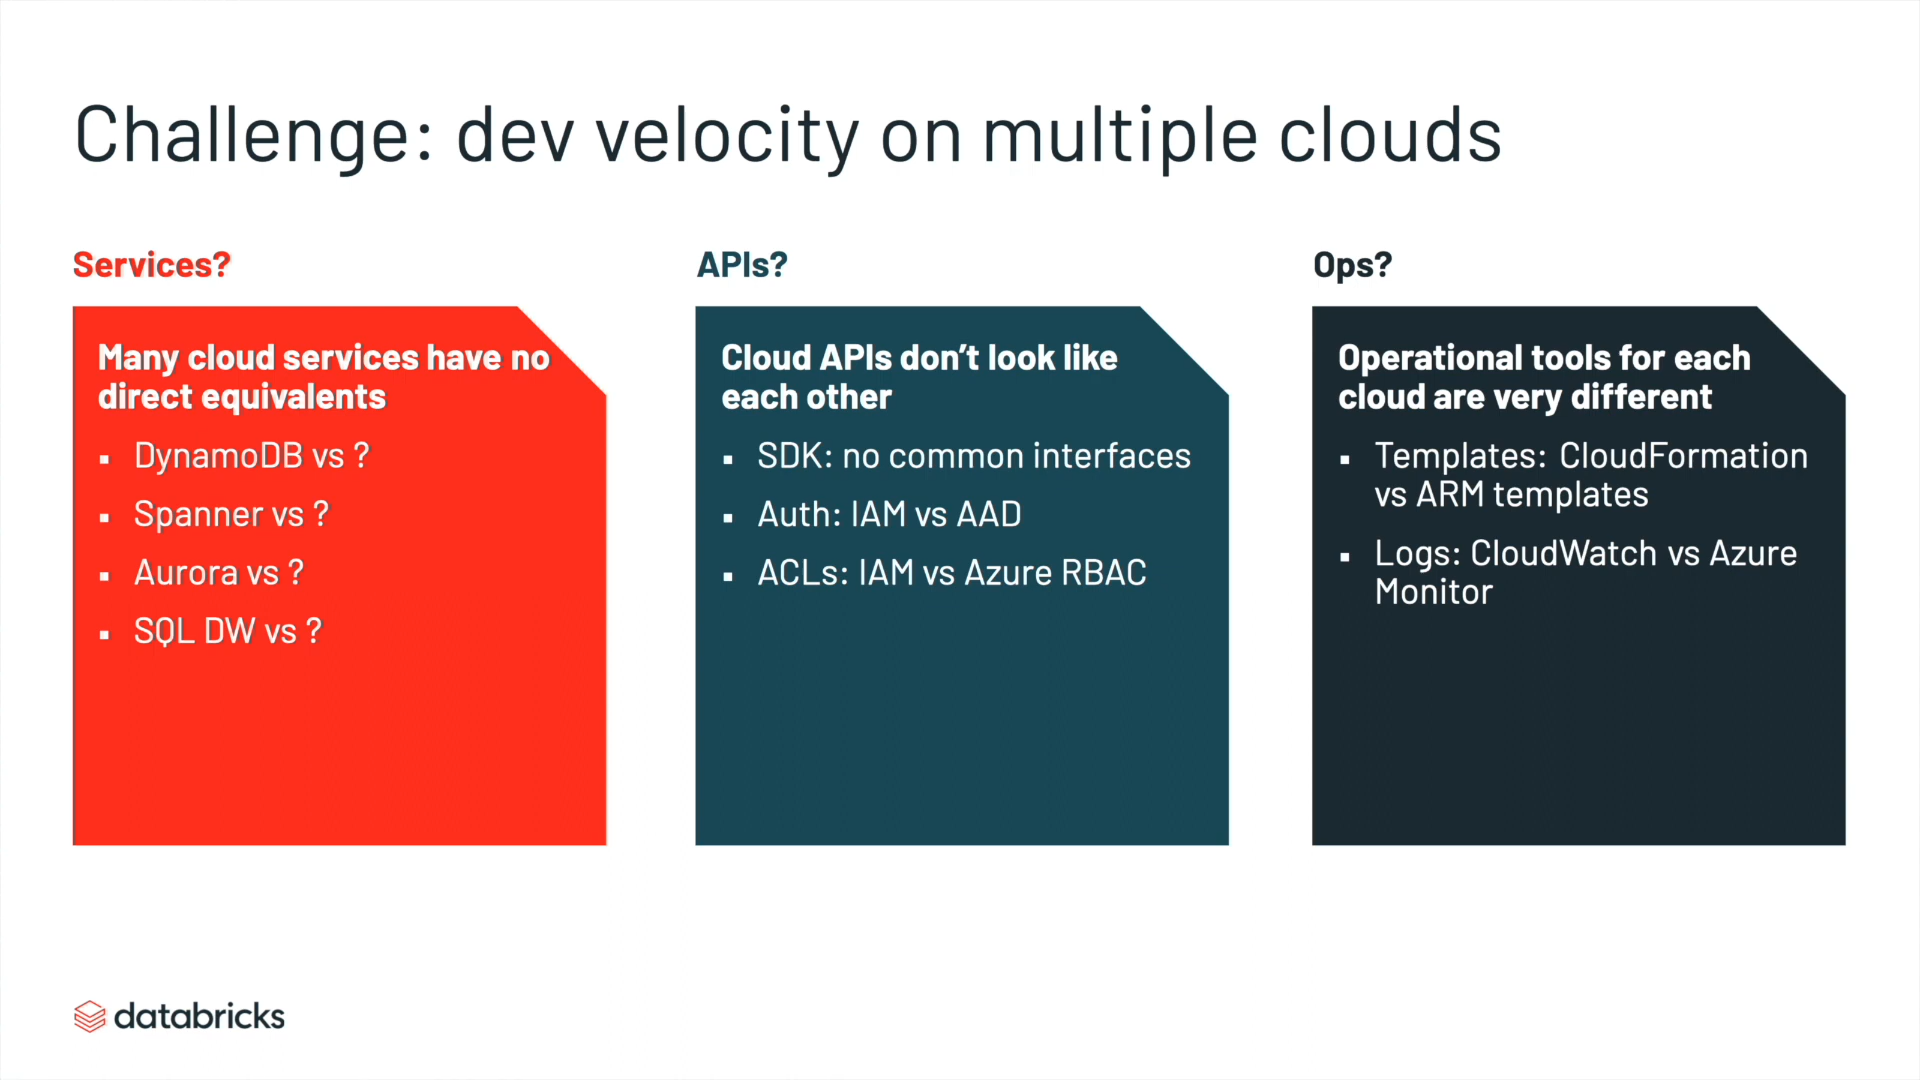 Challenge: dev velocity on multiple clouds
Services?
Many cloud services have no
direct equivalents
▪ DynamoDB vs ?
▪ Spanner vs ?
▪ Aurora vs ?
▪ SQL DW vs ?
APIs?
Cloud APIs don’t look like
each other
▪ SDK: no common interfaces
▪ Auth: IAM vs AAD
▪ ACLs: IAM vs Azure RBAC
Ops?
Operational tools for each
cloud are very different
▪ Templates: CloudFormation
vs ARM templates
▪ Logs: CloudWatch vs Azure
Monitor
databricks